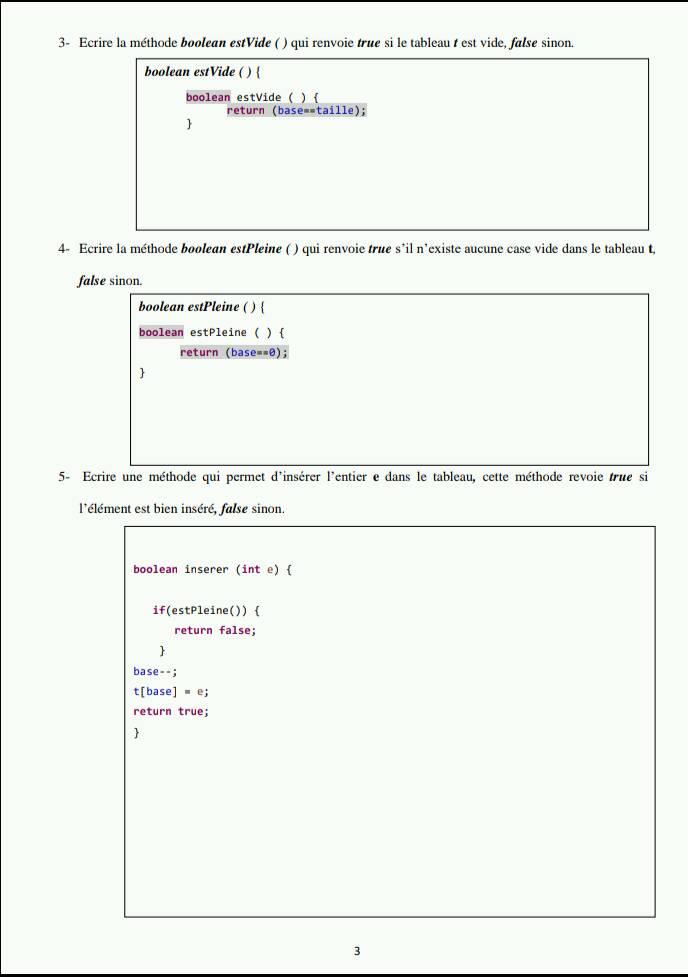 3- Ecrire la méthode boolean estVide ( ) qui renvoie true si le tableau t est vide, false sinon.
boolean estVide ( ) {
boolean estVide ( ) {
return (base==taille);
}
4- Ecrire la méthode boolean estPleine ( ) qui renvoie true s’il n’existe aucune case vide dans le tableau t,
false sinon.
boolean estPleine ( ) {
boolean estPleine ( ) {
return (base==0);
}
5- Ecrire une méthode qui permet d’insérer l’entier e dans le tableau, cette méthode revoie true si
l’élément est bien inséré, false sinon.
boolean inserer (int e) {
if(estPleine()) {
return false;
}
base--;
t[base] = e;
return true;
}
3